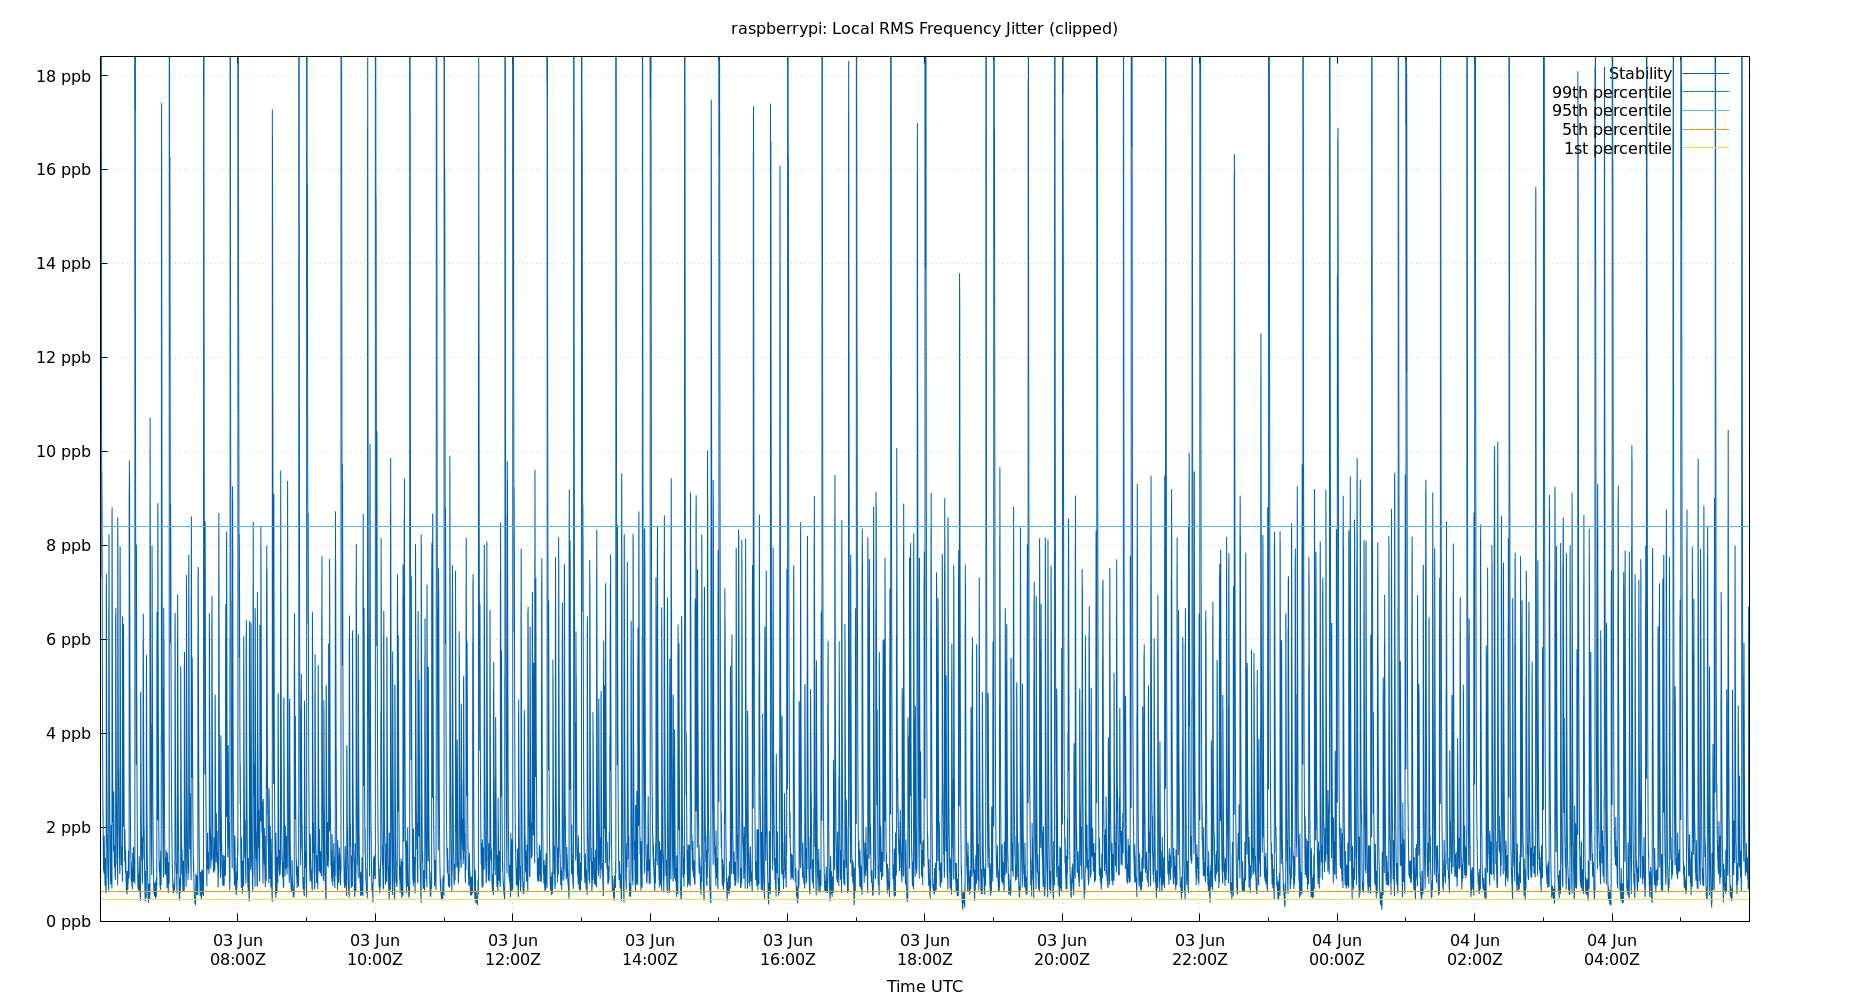 raspberrypi: Local RMS Frequency Jitter (clipped)
18 ppb
16 ppb
14 ppb
12 ppb
10 ppb
8 ppb
6 ppb
4 ppb
2 ppb
0 ppb
Stability
99th percentile
95th percentile
5th percentile
1st percentile
03 Jun 03 Jun 03 Jun 03 Jun 03 Jun 03 Jun 03 Jun 03 Jun 04 Jun 04 Jun 04 Jun
08:00Z 10:00Z 12:00Z 14:00Z 16:00Z 18:00Z 20:00Z 22:00Z 00:00Z 02:00Z 04:00Z
Time UTC